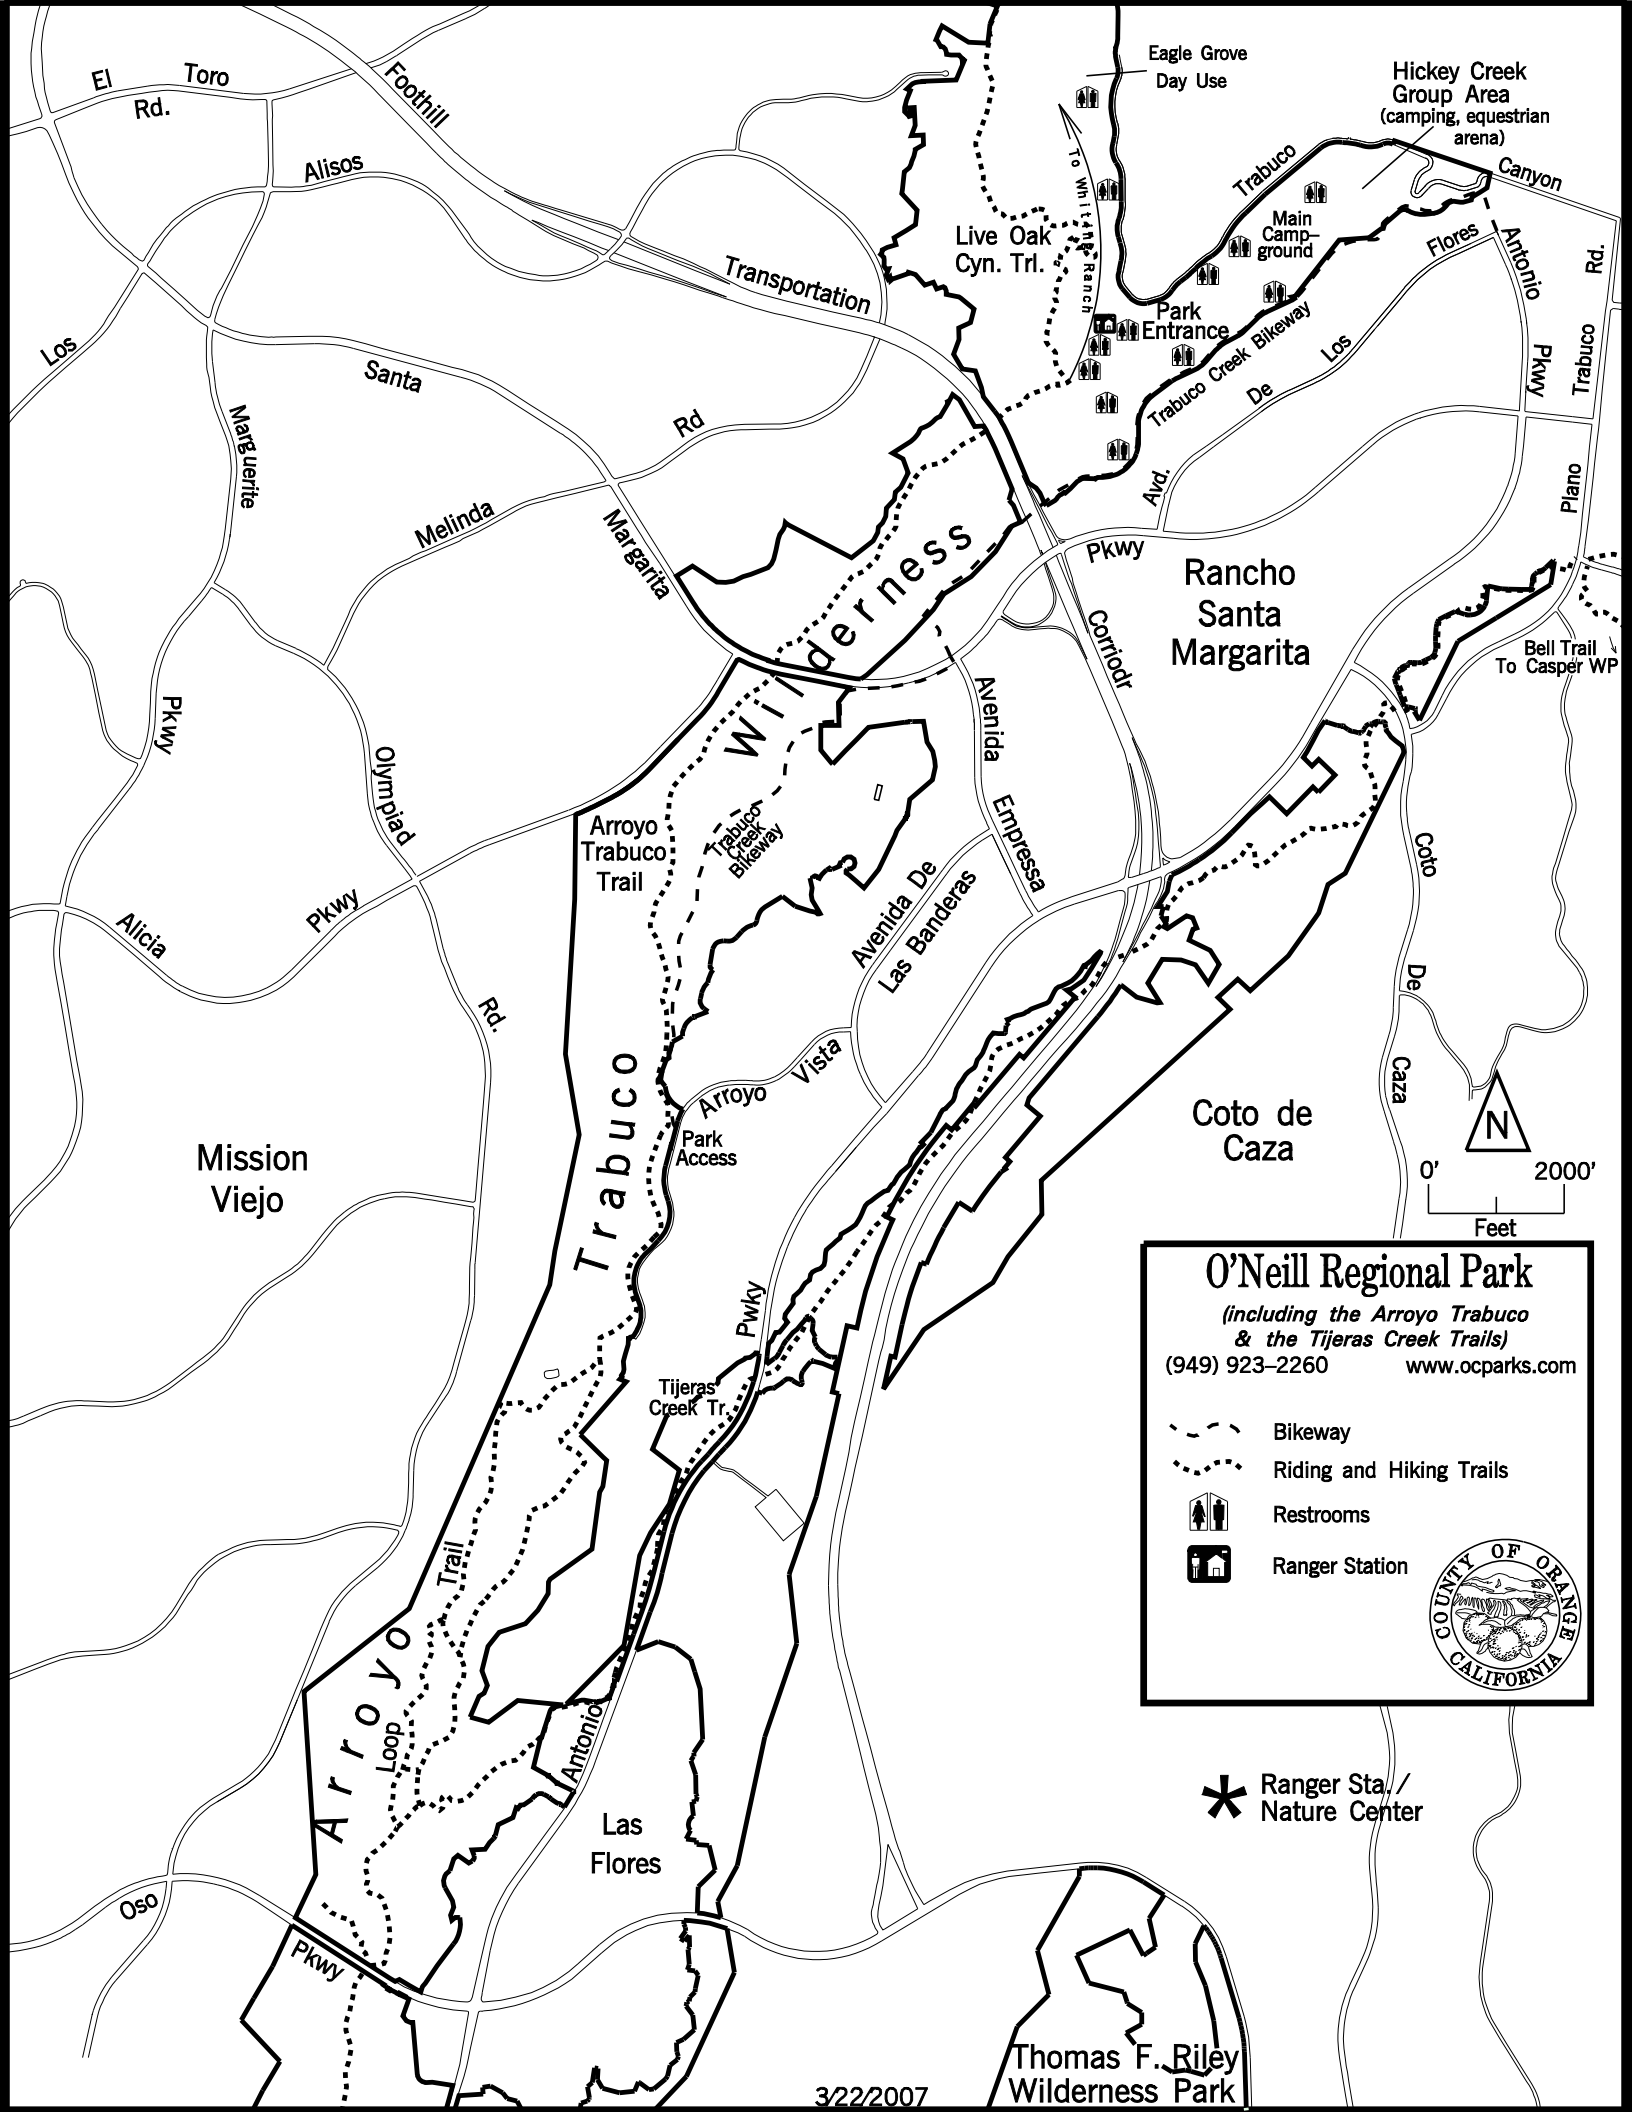 Eagle Grove
Day Use
Hickey Creek
Group Area
(camping, equestrian
arena)
El Toro
Rd.
Foothill
Alisos
To Whiting Ranch
Trabuco
Canyon
Main
Camp–
ground
Flores
Antonio
Rd.
Live Oak
Cyn. Trl.
Transportation
Park
Entrance
Trabuco Creek Bikeway
Los
Santa
Los
De
Pkwy
Trabuco
Marguerite
Rd
Avd.
Plano
Melinda
Margarita
Wilderness
Pkwy
Rancho
Santa
Margarita
Corriodr
Bell Trail
To Casper WP
Pkwy
Avenida
Olympiad
Empressa
Arroyo
Trabuco
Trail
Trabuco
Creek
Bikeway
Coto
Avenida De
Las Banderas
Alicia
Pkwy
De
Rd.
Caza
Trabuco
Arroyo Vista
Park
Access
Coto de
Caza
N
Mission
Viejo
0' 2000'
Feet
Pwky
O'Neill Regional Park
(including the Arroyo Trabuco
& the Tijeras Creek Trails)
(949) 923–2260 www.ocparks.com
Tijeras
Creek Tr.
Bikeway
Riding and Hiking Trails
Restrooms
Ranger Station
COUNTY OF ORANGE
CALIFORNIA
Trail
Arroyo
Loop
Antonio
Ranger Sta./
Nature Center
Las
Flores
Oso
Pkwy
Thomas F. Riley
Wilderness Park
3/22/2007